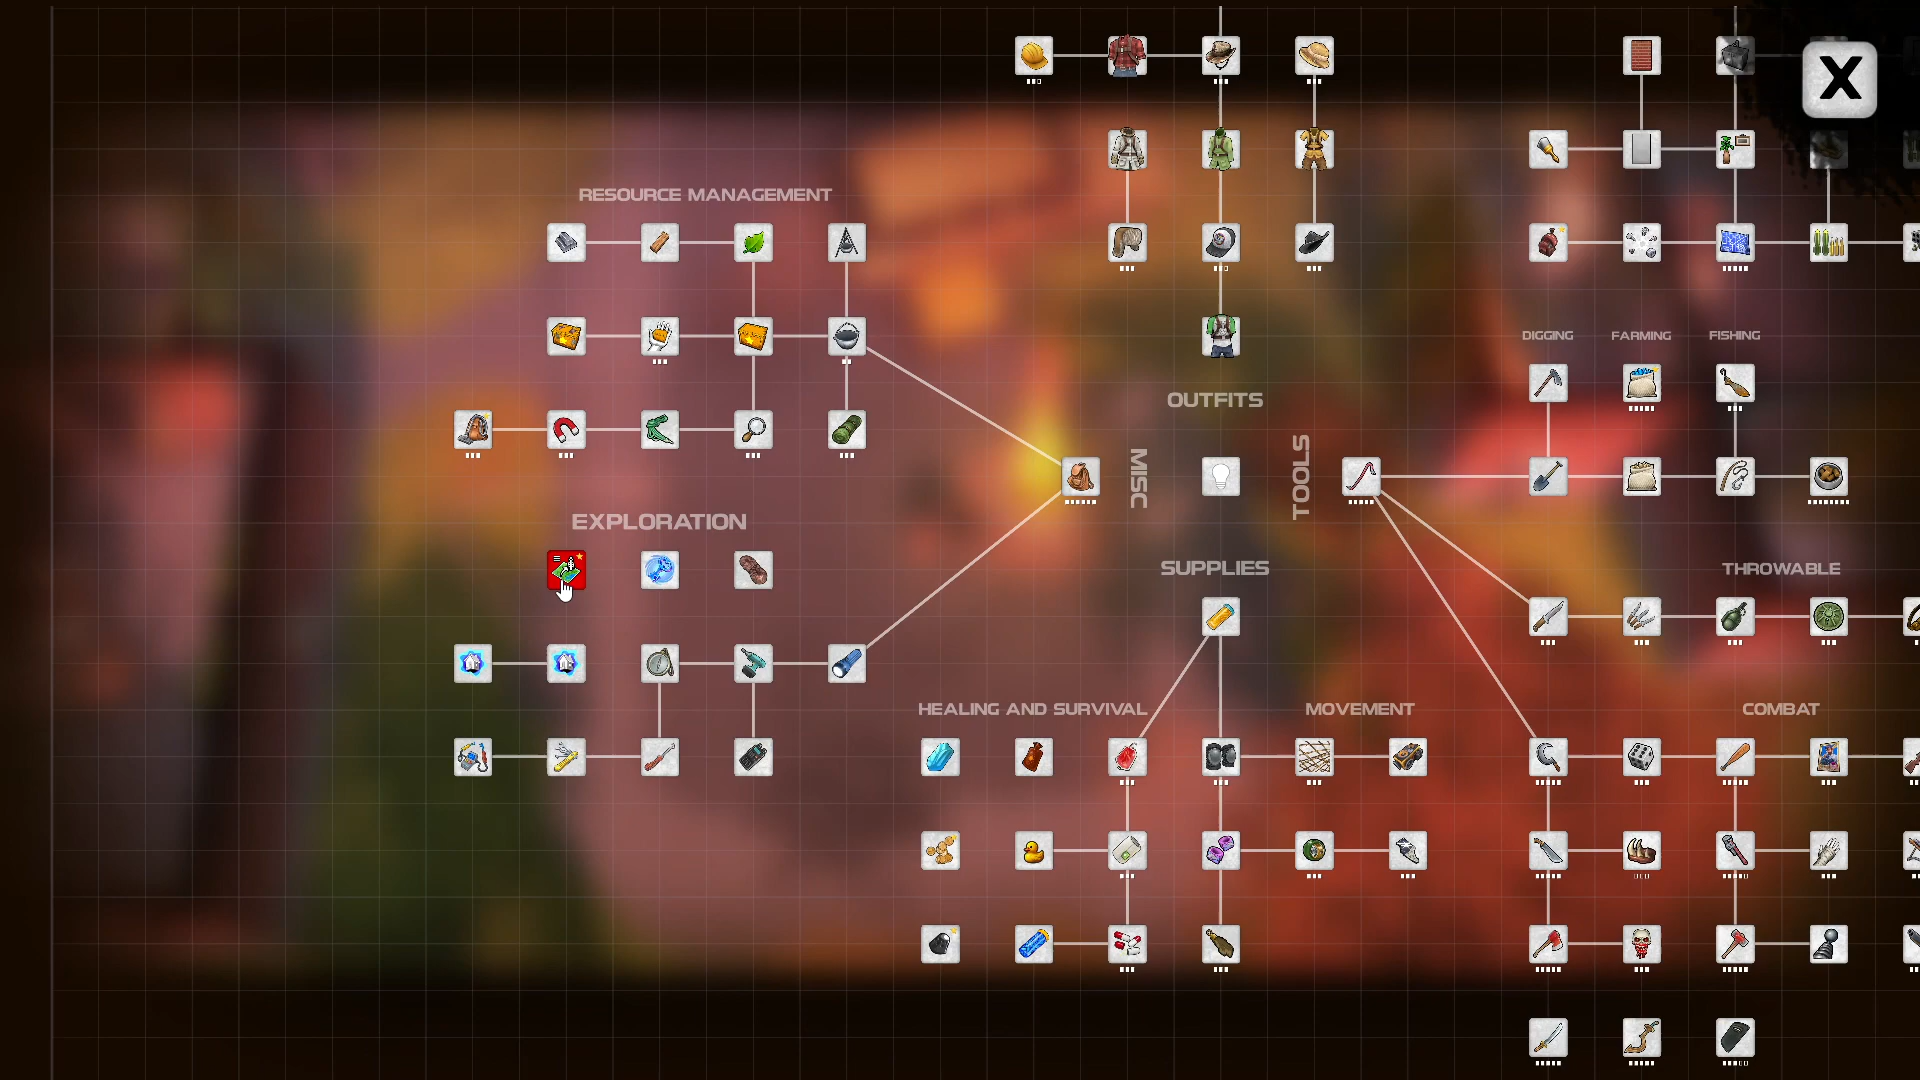 X
RESOURCE MANAGEMENT
DIGGING
FARMING
FISHING
OUTFITS
MISC
TOOLS
EXPLORATION
SUPPLIES
THROWABLE
HEALING AND SURVIVAL
MOVEMENT
COMBAT